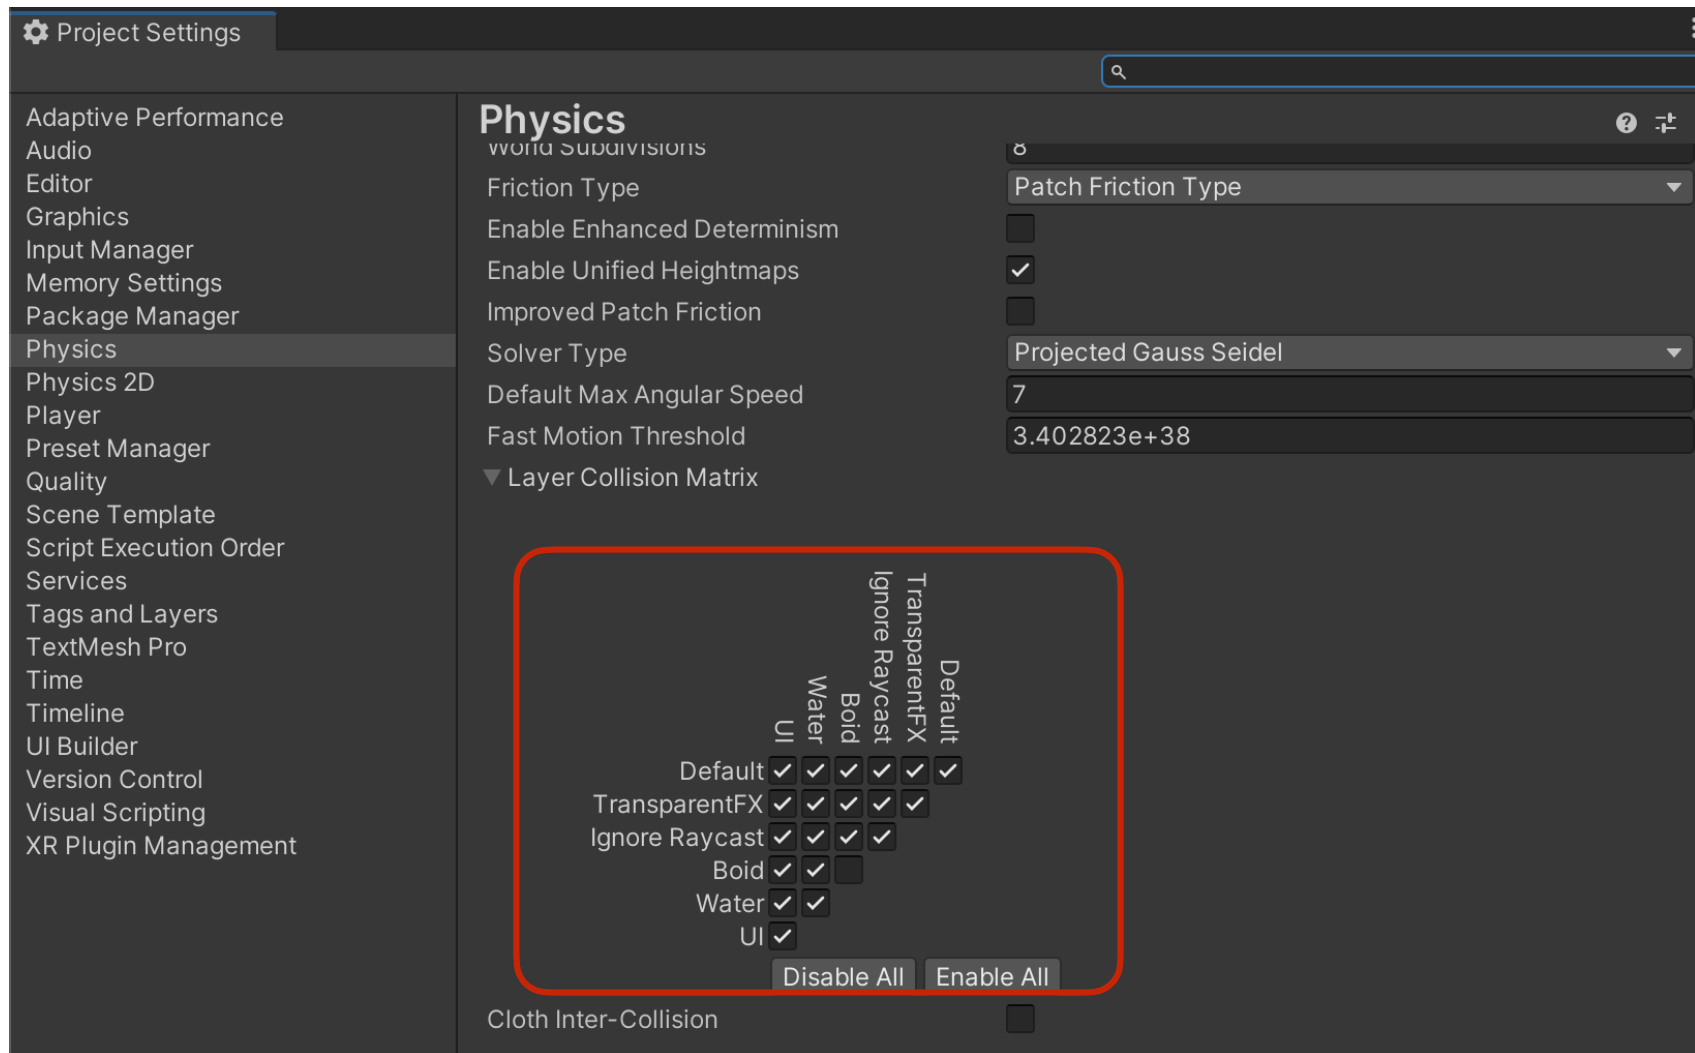 Project Settings
Adaptive Performance
Audio
Editor
Graphics
Input Manager
Memory Settings
Package Manager
Physics
Physics 2D
Player
Preset Manager
Quality
Scene Template
Script Execution Order
Services
Tags and Layers
TextMesh Pro
Time
Timeline
UI Builder
Version Control
Visual Scripting
XR Plugin Management
Physics
World Subdivisions 8
Friction Type Patch Friction Type
Enable Enhanced Determinism
Enable Unified Heightmaps
Improved Patch Friction
Solver Type Projected Gauss Seidel
Default Max Angular Speed 7
Fast Motion Threshold 3.402823e+38
Layer Collision Matrix
UI
Water
Boid
Ignore Raycast
TransparentFX
Default
Default
TransparentFX
Ignore Raycast
Boid
Water
UI
Disable All Enable All
Cloth Inter-Collision